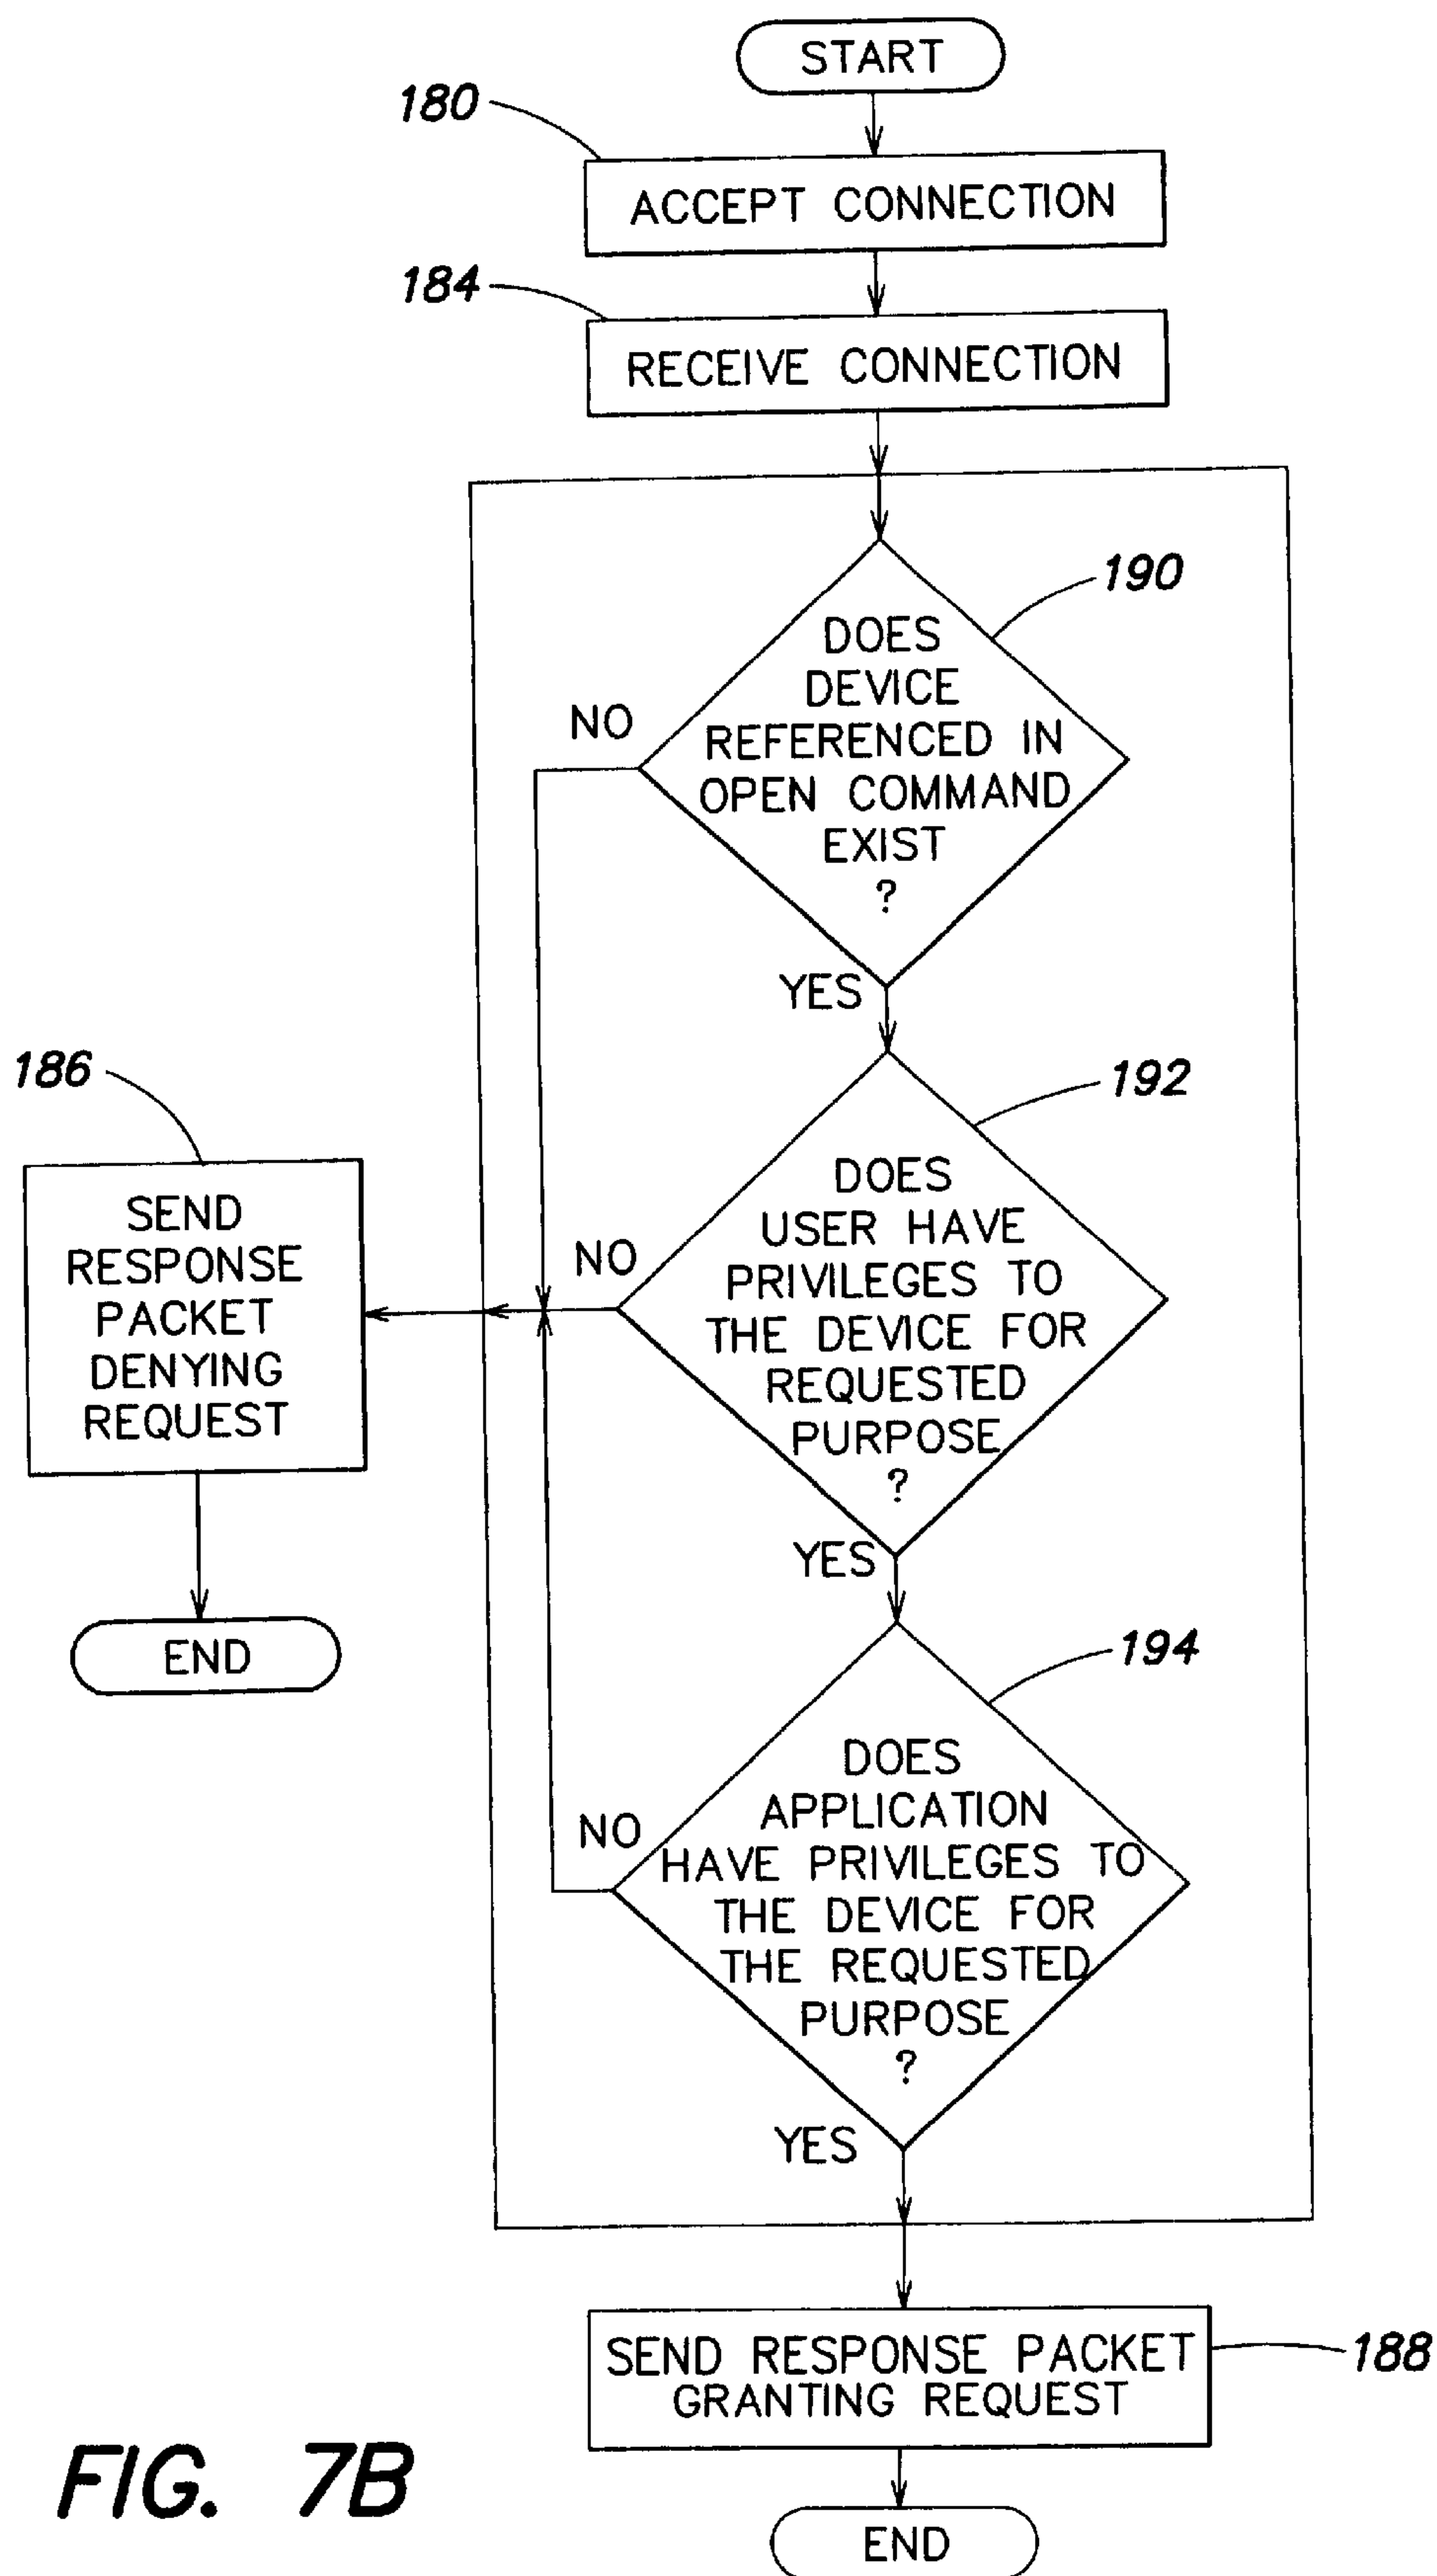 START
180
ACCEPT CONNECTION
184
RECEIVE CONNECTION
190
DOES
DEVICE
REFERENCED IN
OPEN COMMAND
EXIST
?
NO
YES
186
SEND
RESPONSE
PACKET
DENYING
REQUEST
END
192
DOES
USER HAVE
PRIVILEGES TO
THE DEVICE FOR
REQUESTED
PURPOSE
?
NO
YES
194
DOES
APPLICATION
HAVE PRIVILEGES TO
THE DEVICE FOR
THE REQUESTED
PURPOSE
?
NO
YES
SEND RESPONSE PACKET
GRANTING REQUEST
188
END
FIG. 7B